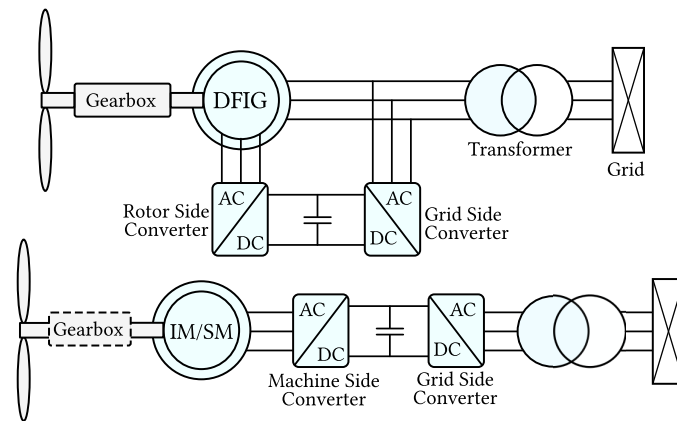 Gearbox
DFIG
Transformer
Grid
AC
DC
Rotor Side
Converter
AC
DC
Grid Side
Converter
Gearbox
IM/SM
AC
DC
Machine Side
Converter
AC
DC
Grid Side
Converter